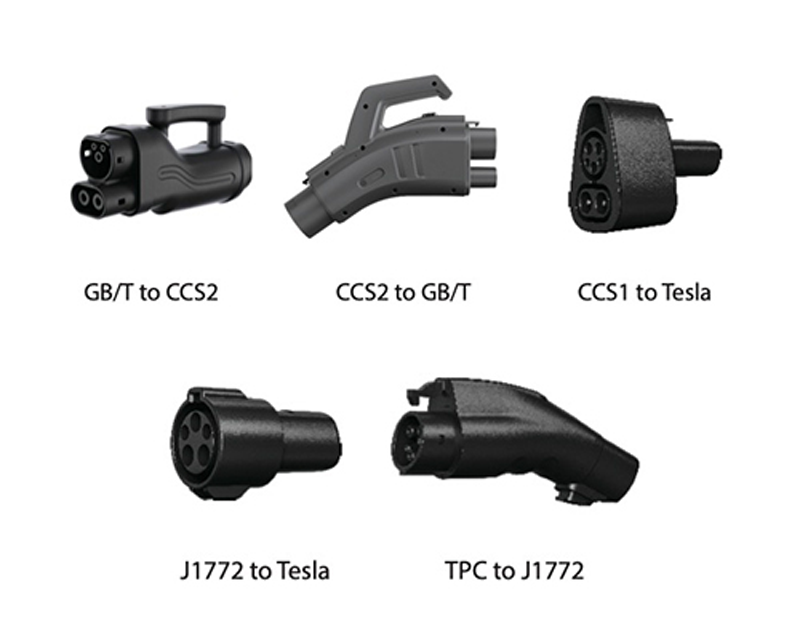 GB/T to CCS2
CCS2 to GB/T
CCS1 to Tesla
J1772 to Tesla
TPC to J1772